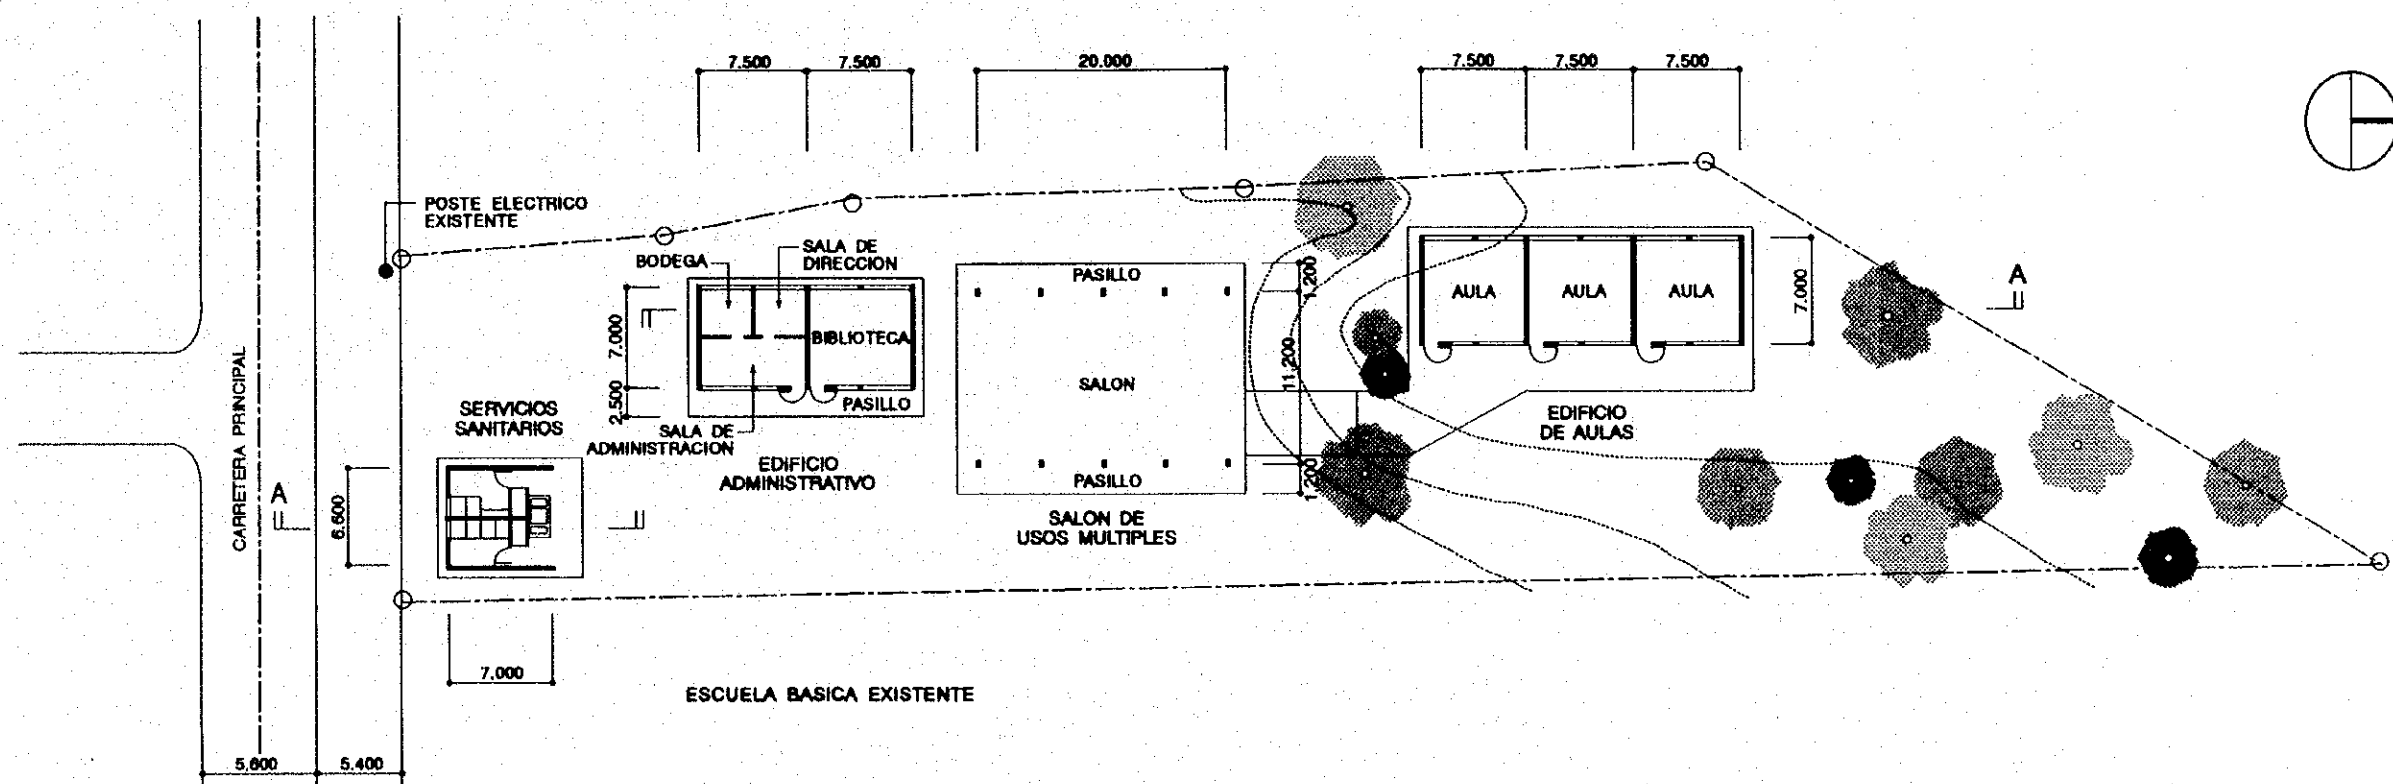 7.500
7.500
20.000
7.500
7.500
7.500
POSTE ELECTRICO
EXISTENTE
SALA DE
DIRECCION
BODEGA
BIBLIOTECA
7.000
2.500
PASILLO
SALA DE
ADMINISTRACION
EDIFICIO
ADMINISTRATIVO
PASILLO
SALON
PASILLO
1.200
11.200
1.200
SALON DE
USOS MULTIPLES
AULA
AULA
AULA
7.000
EDIFICIO
DE AULAS
A
A
CARRETERA PRINCIPAL
SERVICIOS
SANITARIOS
6.600
7.000
ESCUELA BASICA EXISTENTE
5.600
5.400